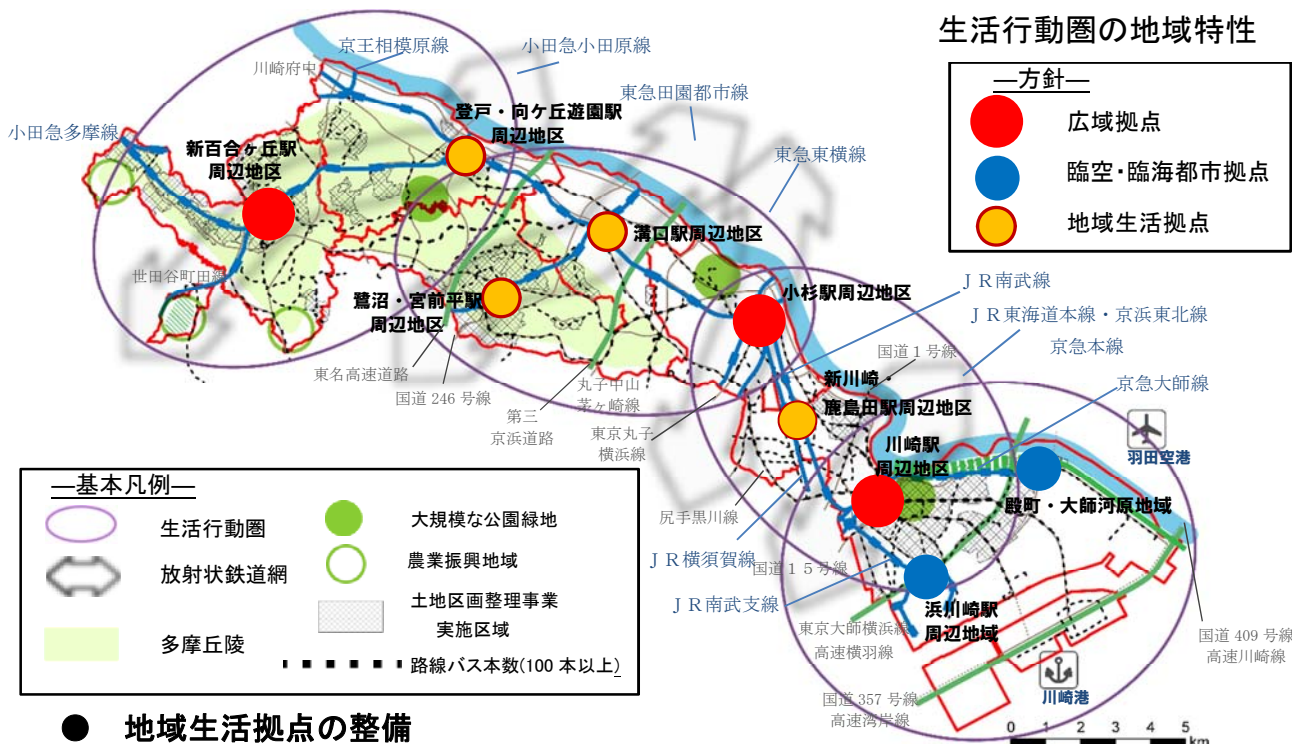 生活行動圏の地域特性
―方針―
広域拠点
臨空・臨海都市拠点
地域生活拠点
京王相模原線
小田急小田原線
川崎府中
東急田園都市線
登戸・向ケ丘遊園駅
周辺地区
小田急多摩線
新百合ヶ丘駅
周辺地区
東急東横線
溝口駅周辺地区
世田谷町田線
鷺沼・宮前平駅
周辺地区
小杉駅周辺地区
ＪＲ南武線
ＪＲ東海道本線・京浜東北線
京急本線
国道１号線
東名高速道路
国道 246 号線
丸子中山
茅ヶ崎線
第三
京浜道路
東京丸子
横浜線
新川崎・
鹿島田駅周辺地区
京急大師線
川崎駅
周辺地区
羽田空港
殿町・大師河原地域
尻手黒川線
ＪＲ横須賀線
国道１５号線
ＪＲ南武支線
浜川崎駅
周辺地域
東京大師横浜線
高速横羽線
国道 409 号線
高速川崎線
国道 357 号線
高速湾岸線
川崎港
0 1 2 3 4 5
km
―基本凡例―
生活行動圏
放射状鉄道網
多摩丘陵
大規模な公園緑地
農業振興地域
土地区画整理事業
実施区域
路線バス本数(100 本以上)
● 地域生活拠点の整備